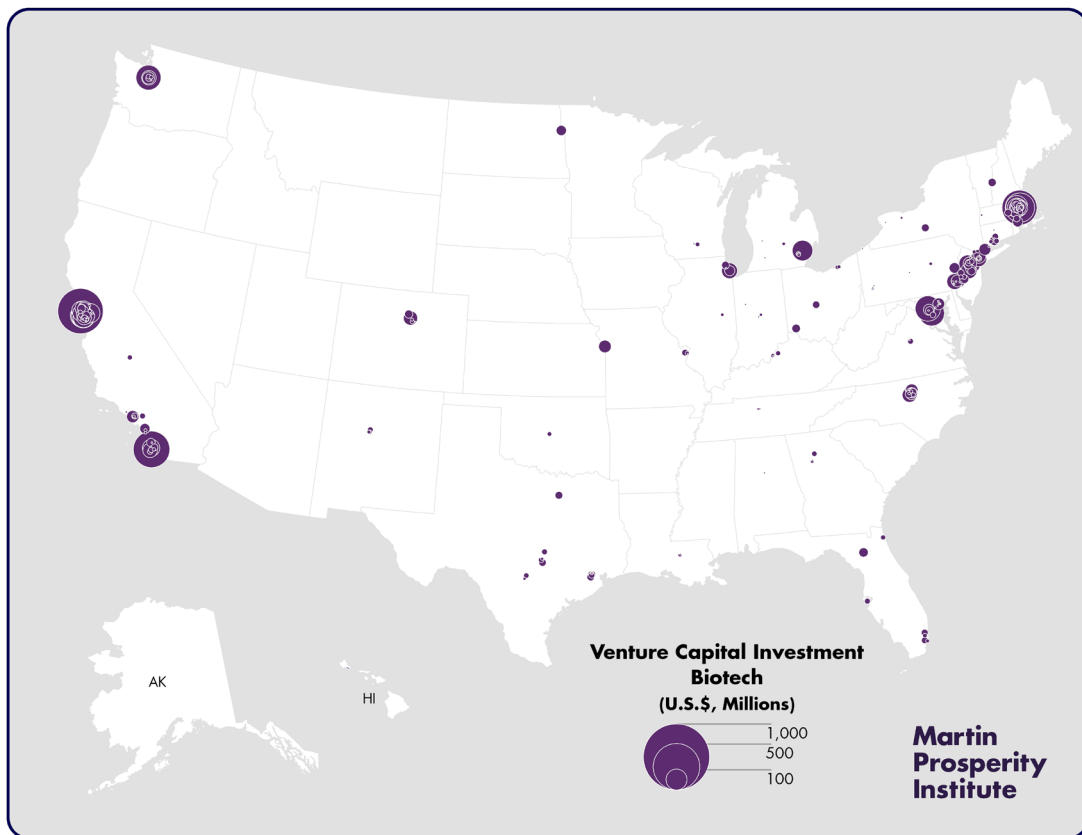 AK
HI
Venture Capital Investment
Biotech
(U.S.$, Millions)
1,000
500
100
Martin
Prosperity
Institute